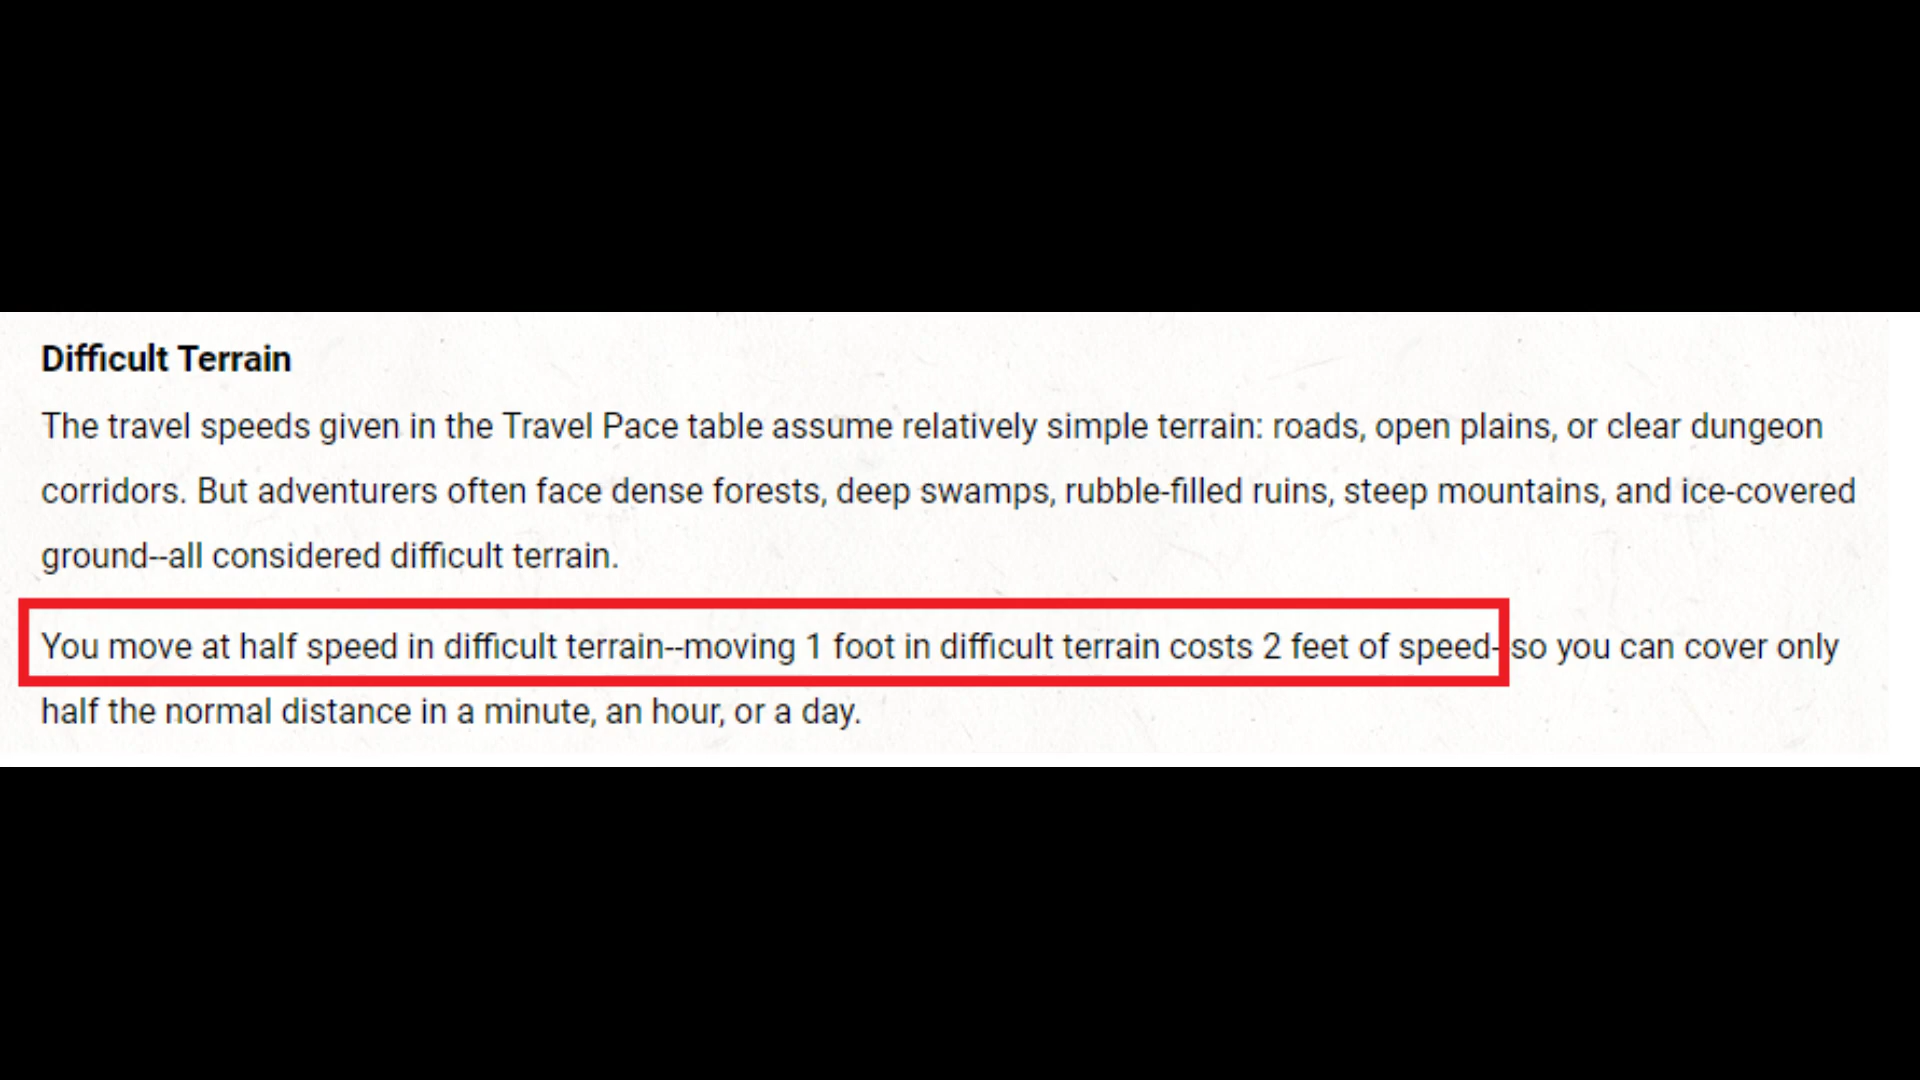 Difficult Terrain
The travel speeds given in the Travel Pace table assume relatively simple terrain: roads, open plains, or clear dungeon
corridors. But adventurers often face dense forests, deep swamps, rubble-filled ruins, steep mountains, and ice-covered
ground--all considered difficult terrain.
You move at half speed in difficult terrain--moving 1 foot in difficult terrain costs 2 feet of speed- so you can cover only
half the normal distance in a minute, an hour, or a day.